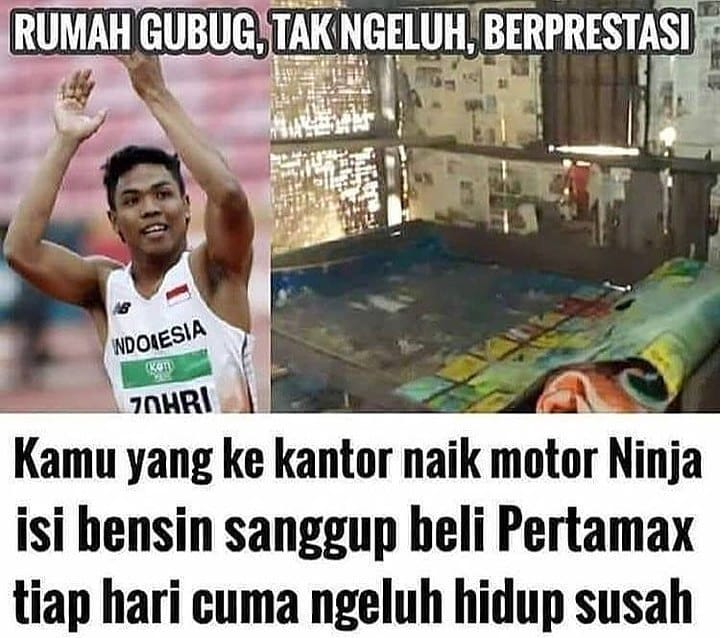 RUMAH GUBUG, TAK NGELUH, BERPRESTASI
NB
INDONESIA
ZOHRI
Kamu yang ke kantor naik motor Ninja
isi bensin sanggup beli Pertamax
tiap hari cuma ngeluh hidup susah